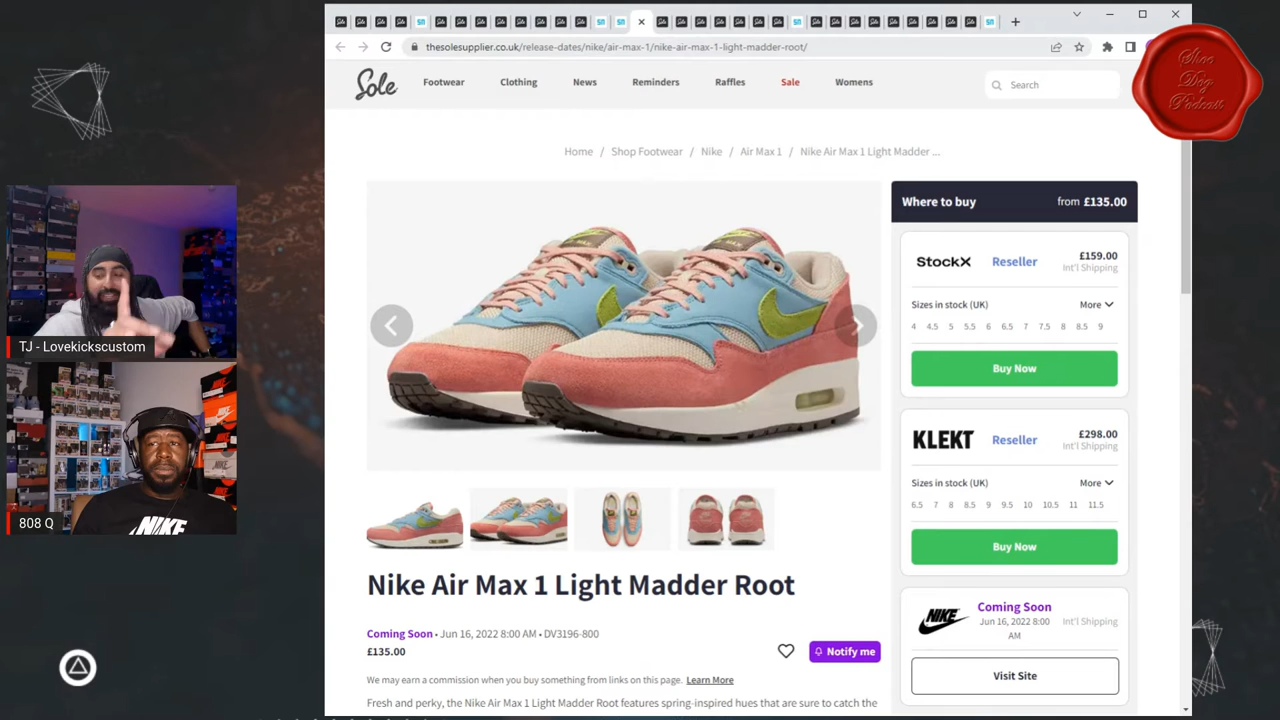 thesolesupplier.co.uk/release-dates/nike/air-max-1/nike-air-max-1-light-madder-root/
Sole
Footwear
Clothing
News
Reminders
Raffles
Sale
Womens
Search
Shoe
Dog
Podcast
Home / Shop Footwear / Nike / Air Max 1 / Nike Air Max 1 Light Madder ...
Where to buy
from £135.00
StockX
Reseller
£159.00
Int'l Shipping
Sizes in stock (UK)
More
4 4.5 5 5.5 6 6.5 7 7.5 8 8.5 9
Buy Now
KLEKT
Reseller
£298.00
Int'l Shipping
Sizes in stock (UK)
More
6.5 7 8 8.5 9 9.5 10 10.5 11 11.5
Buy Now
NIKE
Coming Soon
Jun 16, 2022 8:00
AM
Int'l Shipping
Visit Site
TJ - Lovekickscustom
NIKE
808 Q
NIKE
Nike Air Max 1 Light Madder Root
Coming Soon • Jun 16, 2022 8:00 AM • DV3196-800
£135.00
Notify me
We may earn a commission when you buy something from links on this page. Learn More
Fresh and perky, the Nike Air Max 1 Light Madder Root features spring-inspired hues that are sure to catch the